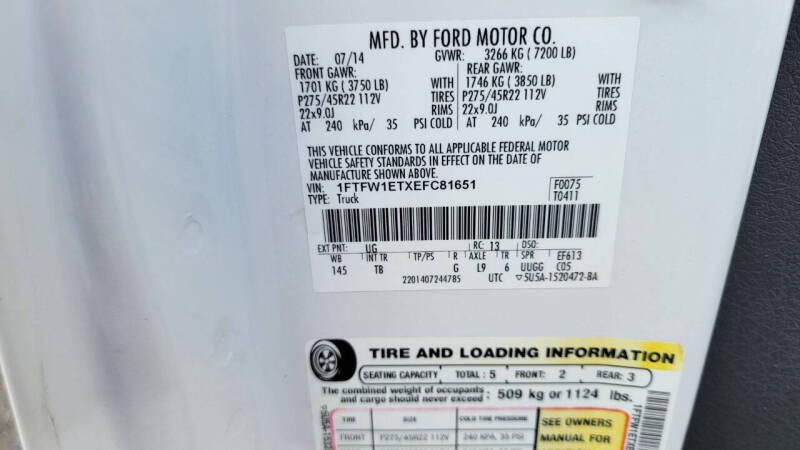 MFD. BY FORD MOTOR CO.
DATE: 07/14 GVWR: 3266 KG ( 7200 LB)
FRONT GAWR: REAR GAWR:
1701 KG ( 3750 LB) WITH 1746 KG ( 3850 LB) WITH
P275/45R22 112V TIRES P275/45R22 112V TIRES
22x9.0J RIMS 22x9.0J RIMS
AT 240 kPa/ 35 PSI COLD AT 240 kPa/ 35 PSI COLD
THIS VEHICLE CONFORMS TO ALL APPLICABLE FEDERAL MOTOR
VEHICLE SAFETY STANDARDS IN EFFECT ON THE DATE OF
MANUFACTURE SHOWN ABOVE.
VIN: 1FTFW1ETXEFC81651 F0075
TYPE: Truck T0411
EXT PNT: UG RC: 13 DSO:
WB INT TR TP/PS R AXLE TR SPR EF613
145 TB G L9 6 UUGG C05
2201407244785 UTC 5U5A-1520472-BA
TIRE AND LOADING INFORMATION
SEATING CAPACITY TOTAL: 5 FRONT: 2 REAR: 3
The combined weight of occupants
and cargo should never exceed: 509 kg or 1124 lbs.
TIRE SIZE COLD TIRE PRESSURE SEE OWNERS
FRONT P275/45R22 112V 240 KPA, 35 PSI MANUAL FOR